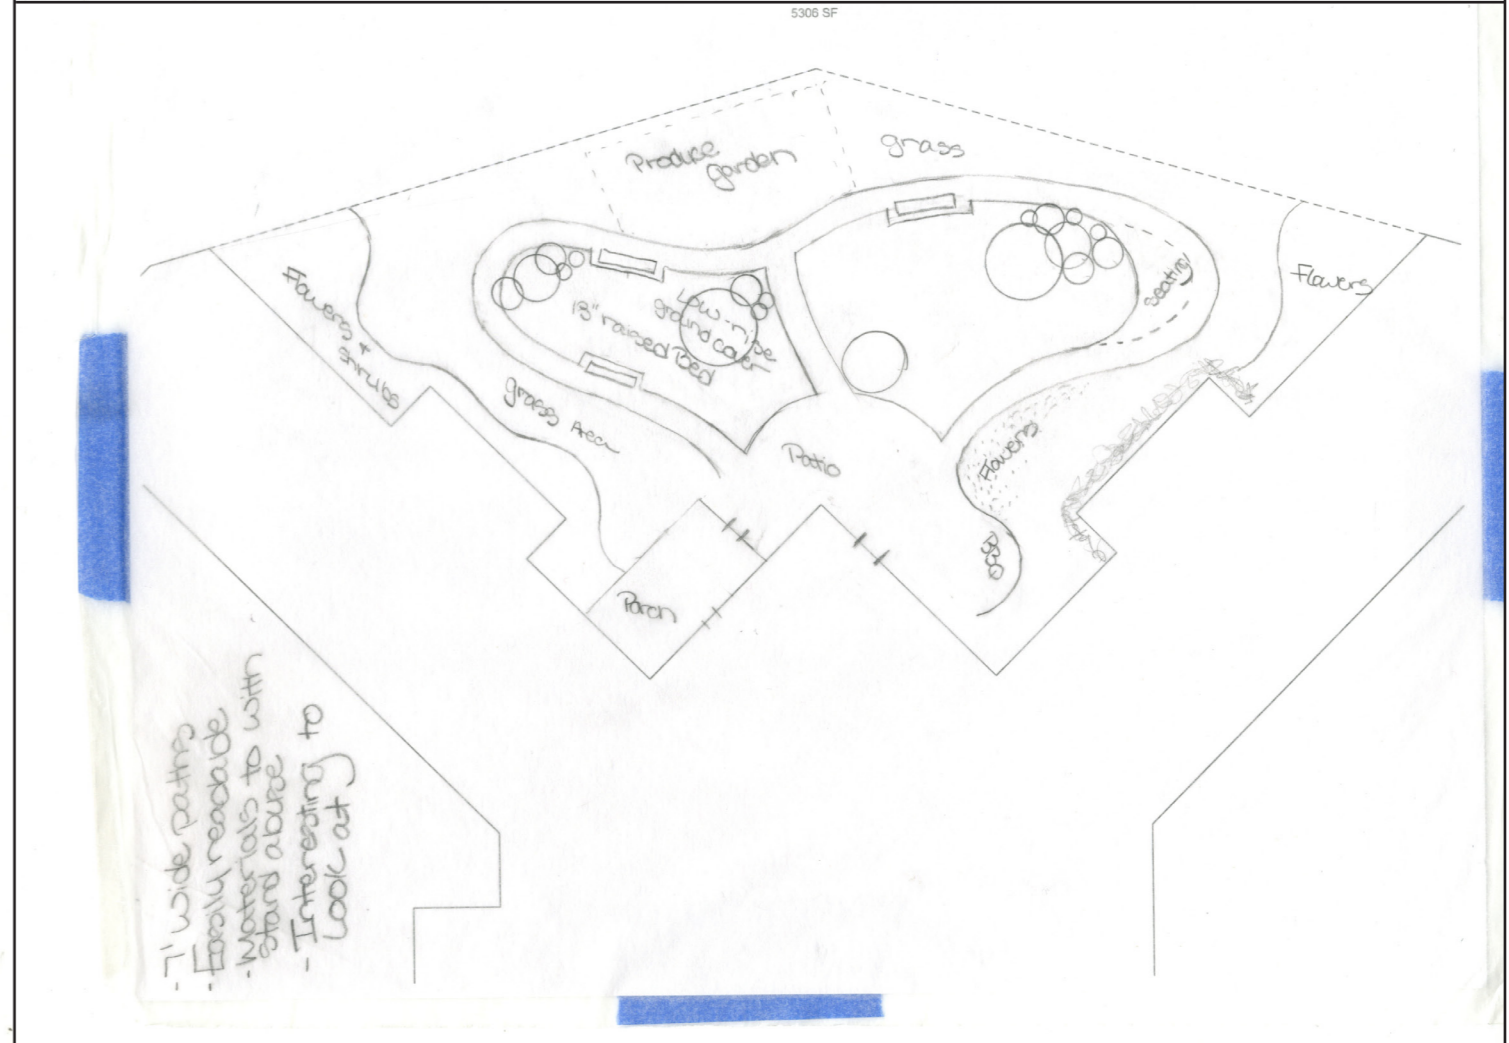 5306 SF
Produce
garden
grass
Flowers +
shrubs
18" raised Bed
Low-rise
ground cover
seating
Flowers
grass Area
Patio
Flowers
BBQ
Porch
- 7' wide paths
- Easily readable
- Materials to with
stand abuse
- Interesting to
look at